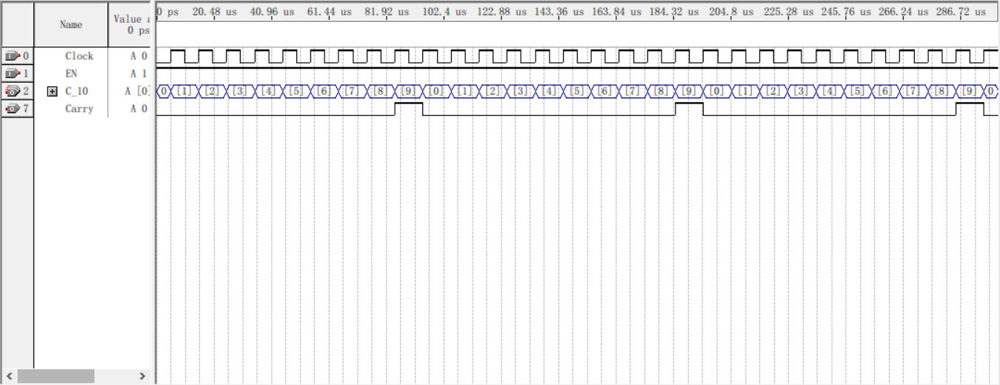 Name
Value a
0 ps
0 ps 20.48 us 40.96 us 61.44 us 81.92 us 102.4 us 122.88 us 143.36 us 163.84 us 184.32 us 204.8 us 225.28 us 245.76 us 266.24 us 286.72 us
0 Clock A 0
1 EN A 1
2 C_10 A [0] 0 [1] [2] [3] [4] [5] [6] [7] [8] [9] [0] [1] [2] [3] [4] [5] [6] [7] [8] [9] [0] [1] [2] [3] [4] [5] [6] [7] [8] [9] 0
7 Carry A 0